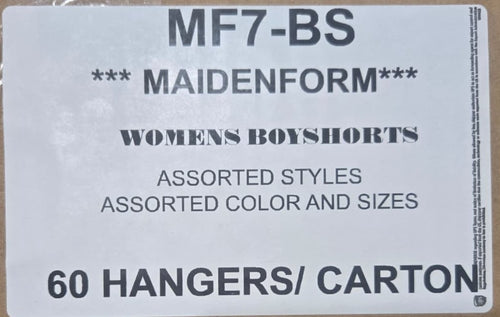 MF7-BS
*** MAIDENFORM***
WOMENS BOYSHORTS
ASSORTED STYLES
ASSORTED COLOR AND SIZES
60 HANGERS/ CARTON